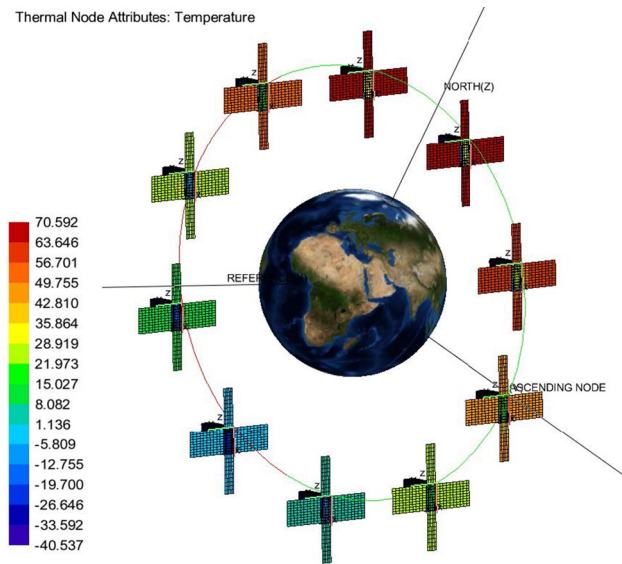 Thermal Node Attributes: Temperature
NORTH(Z)
Z
Z
Z
Z
Z
Z
Z
Z
Z
Z
REFERENC
ASCENDING NODE
70.592
63.646
56.701
49.755
42.810
35.864
28.919
21.973
15.027
8.082
1.136
-5.809
-12.755
-19.700
-26.646
-33.592
-40.537